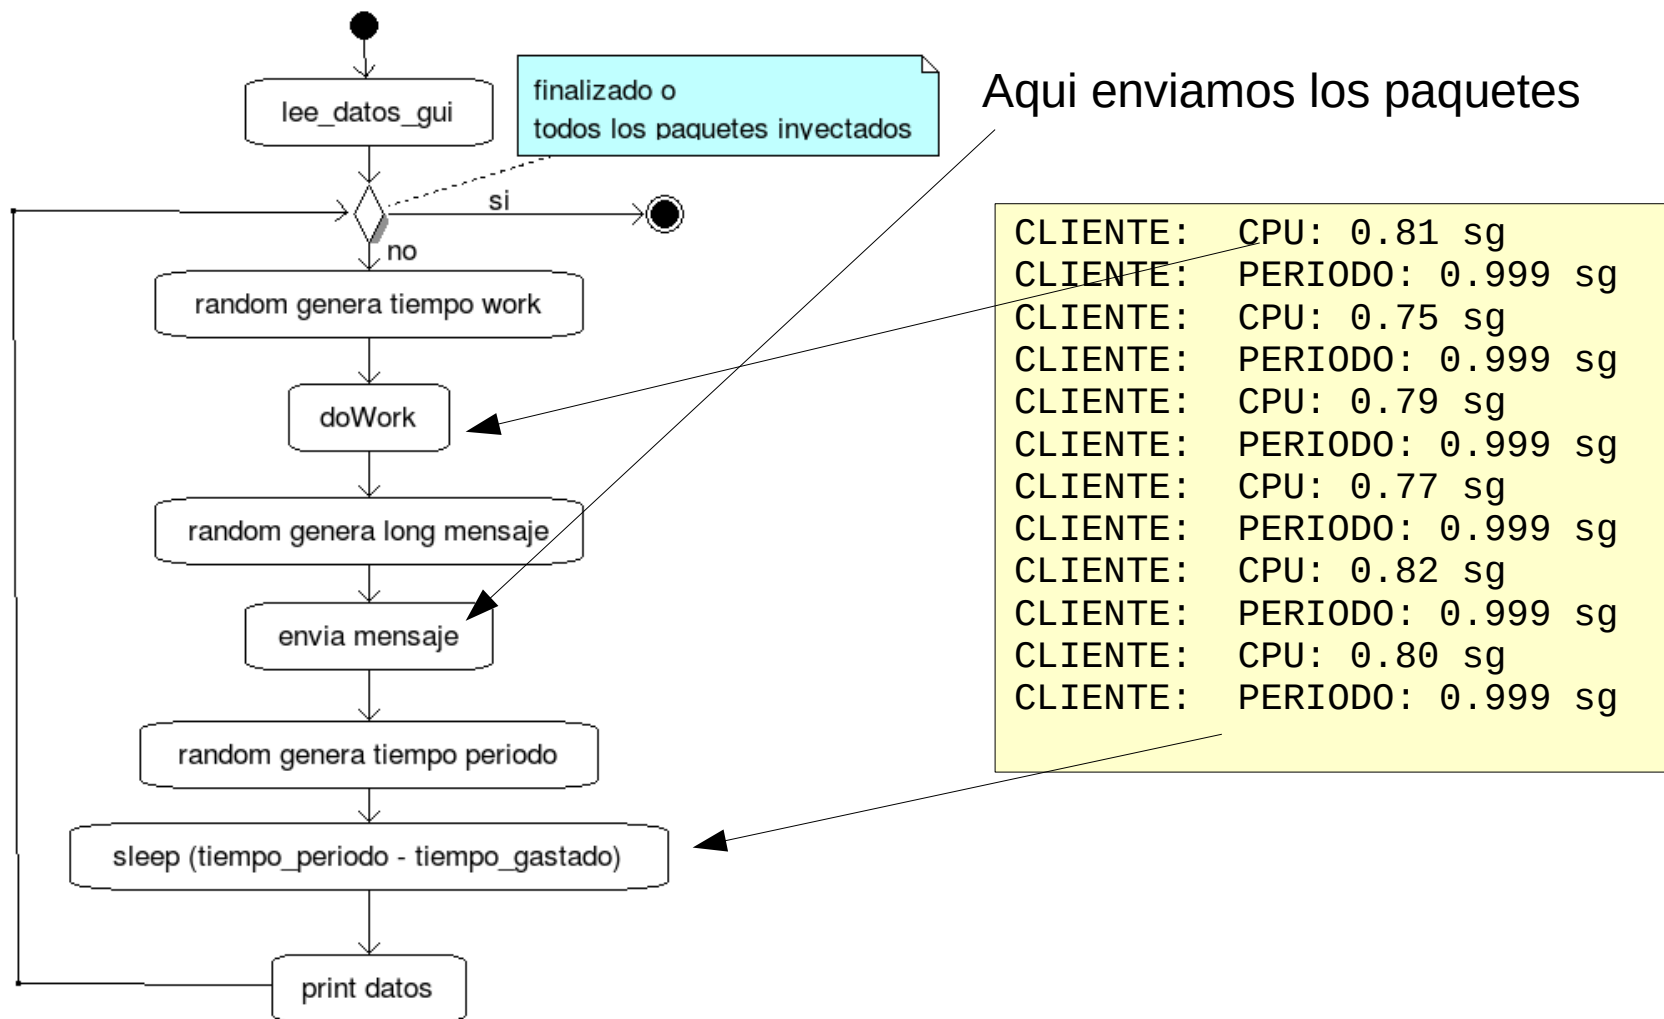 lee_datos_gui
finalizado o
todos los paquetes inyectados
Aqui enviamos los paquetes
si
no
random genera tiempo work
doWork
random genera long mensaje
envia mensaje
random genera tiempo periodo
sleep (tiempo_periodo - tiempo_gastado)
print datos
CLIENTE: CPU: 0.81 sg
CLIENTE: PERIODO: 0.999 sg
CLIENTE: CPU: 0.75 sg
CLIENTE: PERIODO: 0.999 sg
CLIENTE: CPU: 0.79 sg
CLIENTE: PERIODO: 0.999 sg
CLIENTE: CPU: 0.77 sg
CLIENTE: PERIODO: 0.999 sg
CLIENTE: CPU: 0.82 sg
CLIENTE: PERIODO: 0.999 sg
CLIENTE: CPU: 0.80 sg
CLIENTE: PERIODO: 0.999 sg